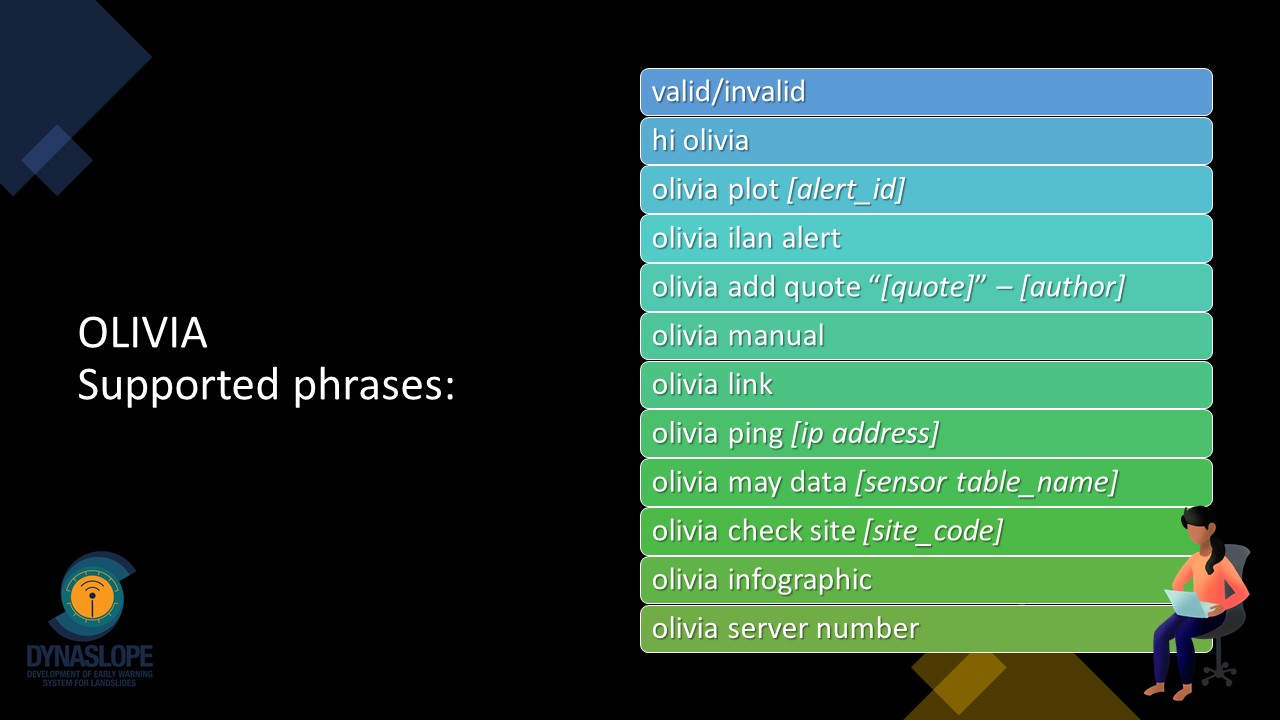 OLIVIA
Supported phrases:
valid/invalid
hi olivia
olivia plot [alert_id]
olivia ilan alert
olivia add quote “[quote]” – [author]
olivia manual
olivia link
olivia ping [ip address]
olivia may data [sensor table_name]
olivia check site [site_code]
olivia infographic
olivia server number
DYNASLOPE
DEVELOPMENT OF EARLY WARNING
SYSTEM FOR LANDSLIDES